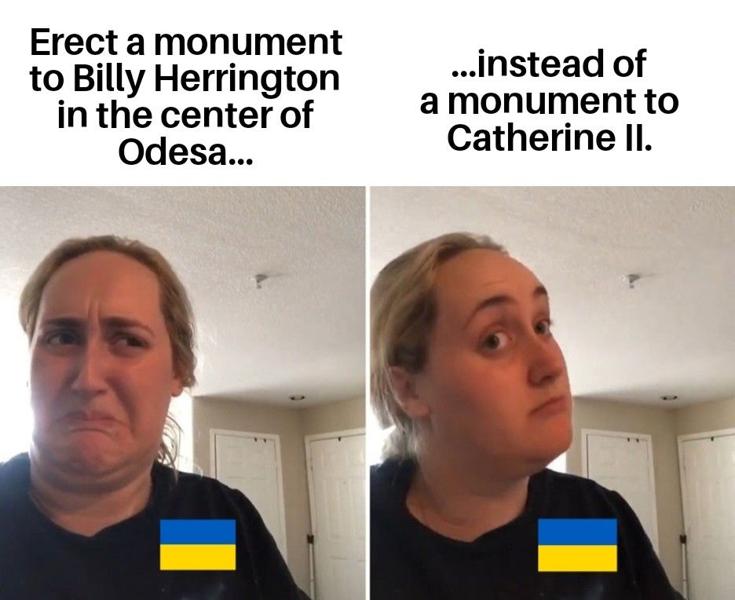 Erect a monument
to Billy Herrington
in the center of
Odesa...
...instead of
a monument to
Catherine II.